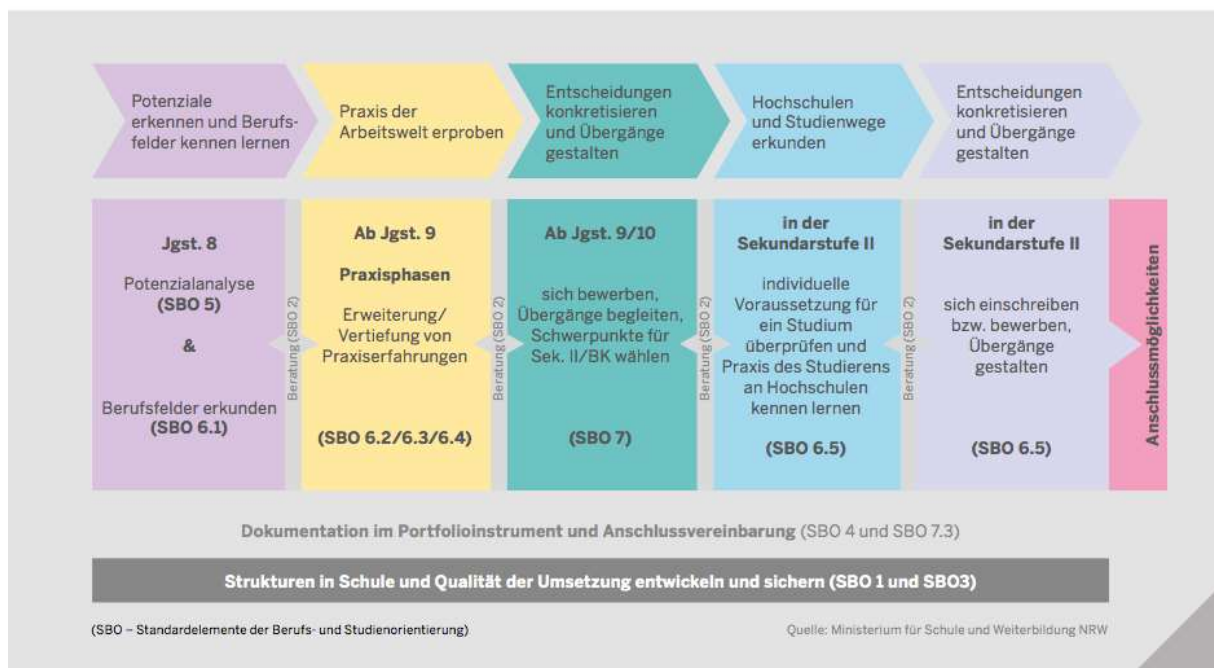 Potenziale
erkennen und Berufs-
felder kennen lernen
Praxis der
Arbeitswelt erproben
Entscheidungen
konkretisieren
und Übergänge
gestalten
Hochschulen
und Studienwege
erkunden
Entscheidungen
konkretisieren
und Übergänge
gestalten
Jgst. 8
Potenzialanalyse
(SBO 5)
&
Berufsfelder erkunden
(SBO 6.1)
Beratung (SBO 2)
Ab Jgst. 9
Praxisphasen
Erweiterung/
Vertiefung von
Praxiserfahrungen
(SBO 6.2/6.3/6.4)
Beratung (SBO 2)
Ab Jgst. 9/10
sich bewerben,
Übergänge begleiten,
Schwerpunkte für
Sek. II/BK wählen
(SBO 7)
Beratung (SBO 2)
in der
Sekundarstufe II
individuelle
Voraussetzung für
ein Studium
überprüfen und
Praxis des Studierens
an Hochschulen
kennen lernen
(SBO 6.5)
Beratung (SBO 2)
in der
Sekundarstufe II
sich einschreiben
bzw. bewerben,
Übergänge
gestalten
(SBO 6.5)
Anschlussmöglichkeiten
Dokumentation im Portfolioinstrument und Anschlussvereinbarung (SBO 4 und SBO 7.3)
Strukturen in Schule und Qualität der Umsetzung entwickeln und sichern (SBO 1 und SBO3)
(SBO – Standardelemente der Berufs- und Studienorientierung)
Quelle: Ministerium für Schule und Weiterbildung NRW